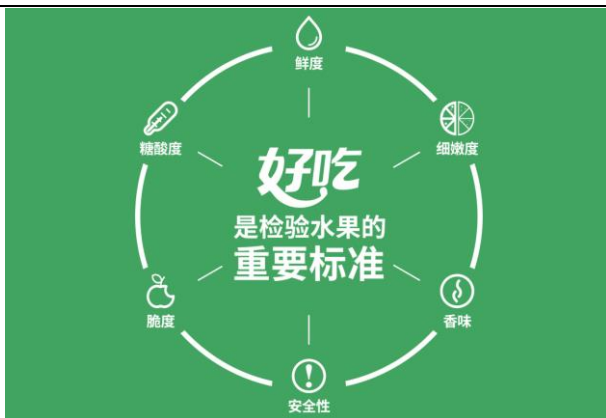 鲜度
糖酸度
细嫩度
好吃
是检验水果的
重要标准
脆度
香味
安全性